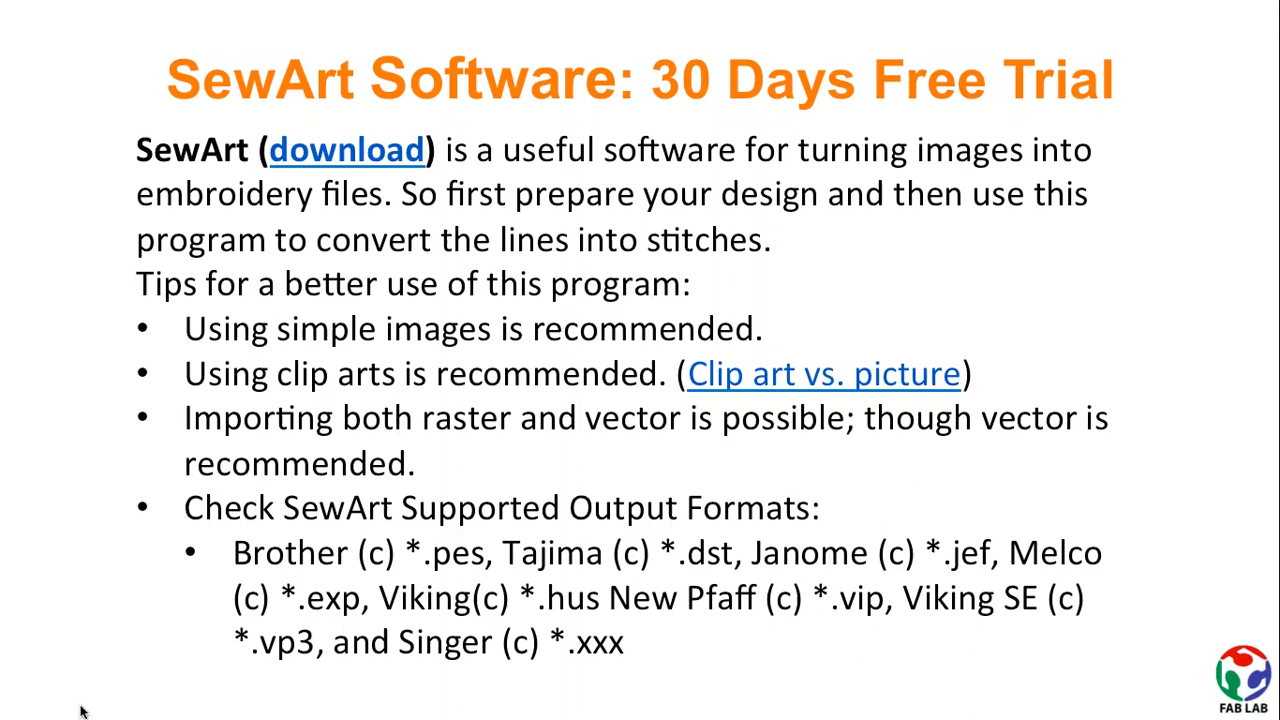 SewArt Software: 30 Days Free Trial
SewArt (download) is a useful software for turning images into
embroidery files. So first prepare your design and then use this
program to convert the lines into stitches.
Tips for a better use of this program:
• Using simple images is recommended.
• Using clip arts is recommended. (Clip art vs. picture)
• Importing both raster and vector is possible; though vector is
recommended.
• Check SewArt Supported Output Formats:
• Brother (c) *.pes, Tajima (c) *.dst, Janome (c) *.jef, Melco
(c) *.exp, Viking(c) *.hus New Pfaff (c) *.vip, Viking SE (c)
*.vp3, and Singer (c) *.xxx
FAB LAB